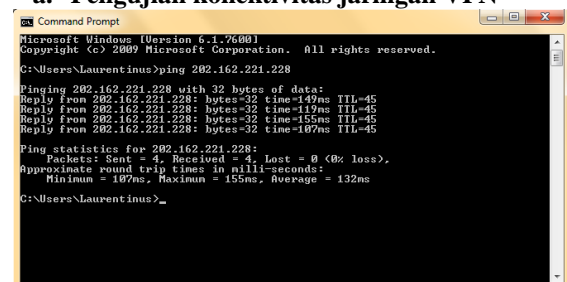 a. Pengujian konektivitas jaringan VPN
Command Prompt
Microsoft Windows [Version 6.1.7600]
Copyright (c) 2009 Microsoft Corporation.  All rights reserved.
C:\Users\Laurentinus>ping 202.162.221.228
Pinging 202.162.221.228 with 32 bytes of data:
Reply from 202.162.221.228: bytes=32 time=149ms TTL=45
Reply from 202.162.221.228: bytes=32 time=119ms TTL=45
Reply from 202.162.221.228: bytes=32 time=155ms TTL=45
Reply from 202.162.221.228: bytes=32 time=107ms TTL=45
Ping statistics for 202.162.221.228:
    Packets: Sent = 4, Received = 4, Lost = 0 (0% loss),
Approximate round trip times in milli-seconds:
    Minimum = 107ms, Maximum = 155ms, Average = 132ms
C:\Users\Laurentinus>_